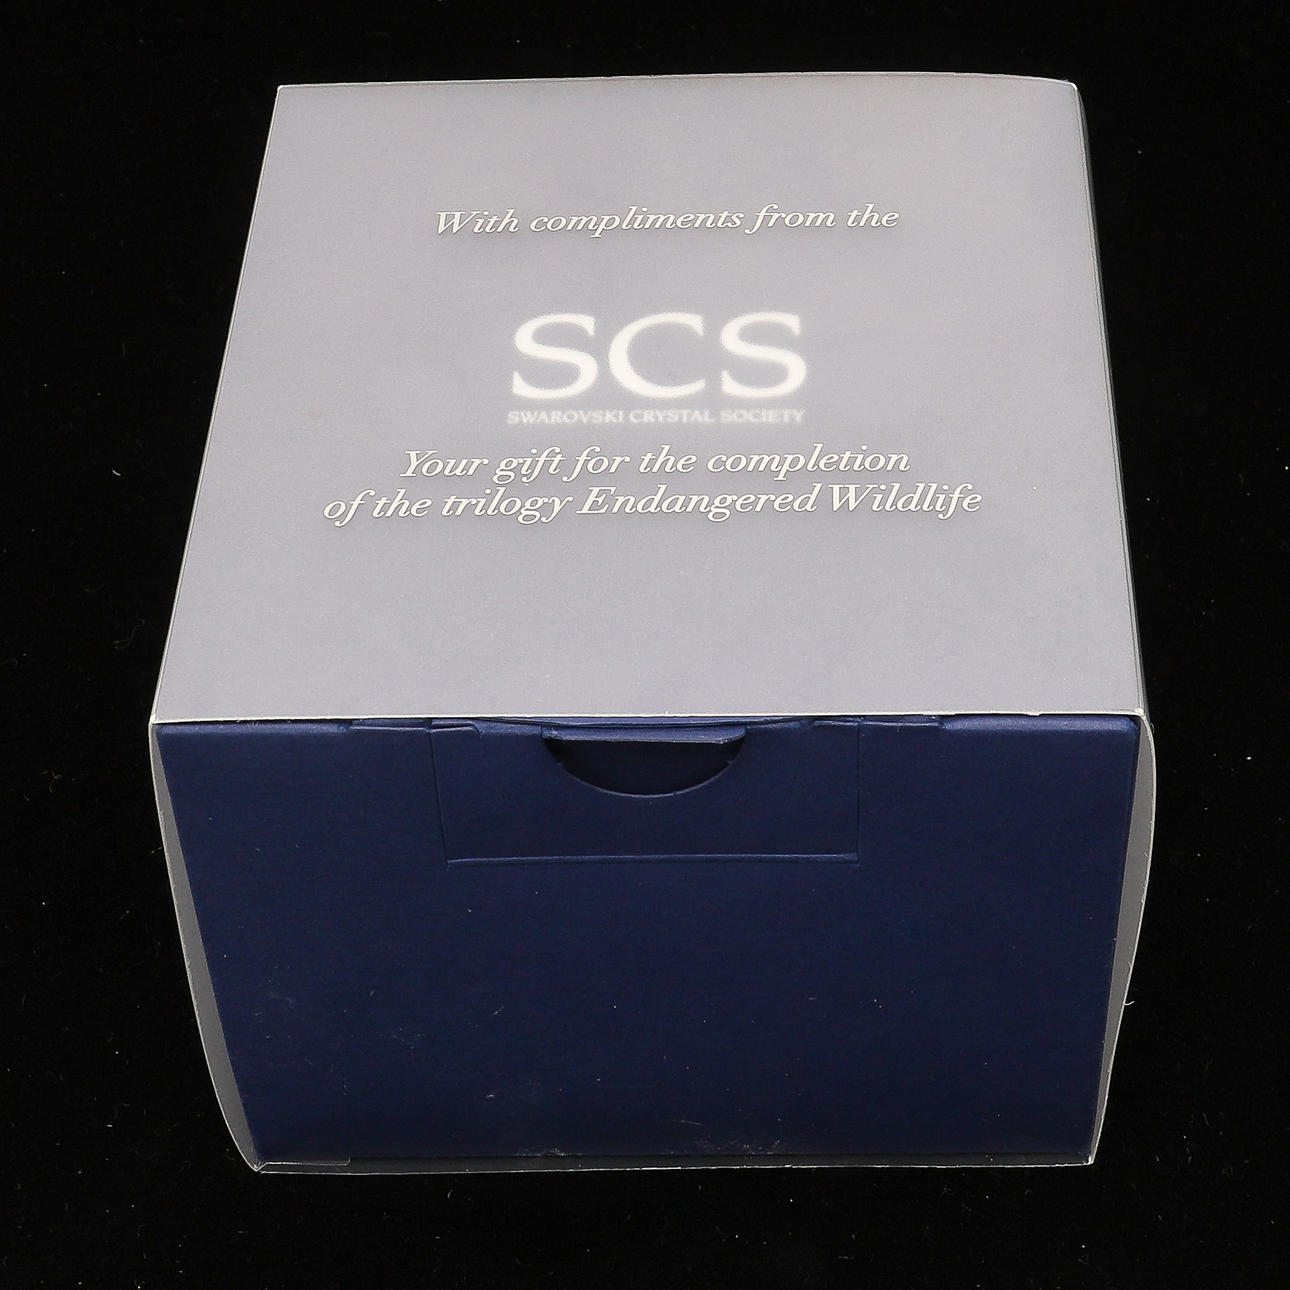 With compliments from the
SCS
SWAROVSKI CRYSTAL SOCIETY
Your gift for the completion
of the trilogy Endangered Wildlife